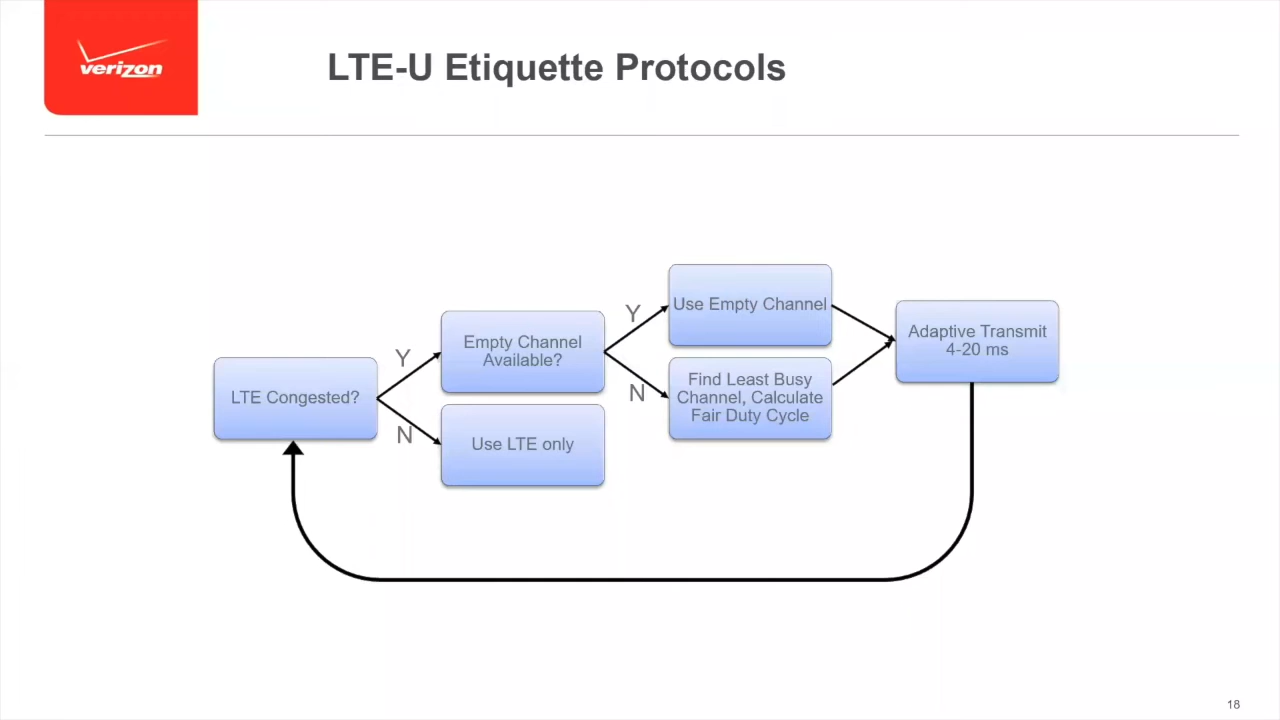 verizon
LTE-U Etiquette Protocols
LTE Congested?
Y
N
Empty Channel
Available?
Use LTE only
Y
N
Use Empty Channel
Find Least Busy
Channel, Calculate
Fair Duty Cycle
Adaptive Transmit
4-20 ms
18